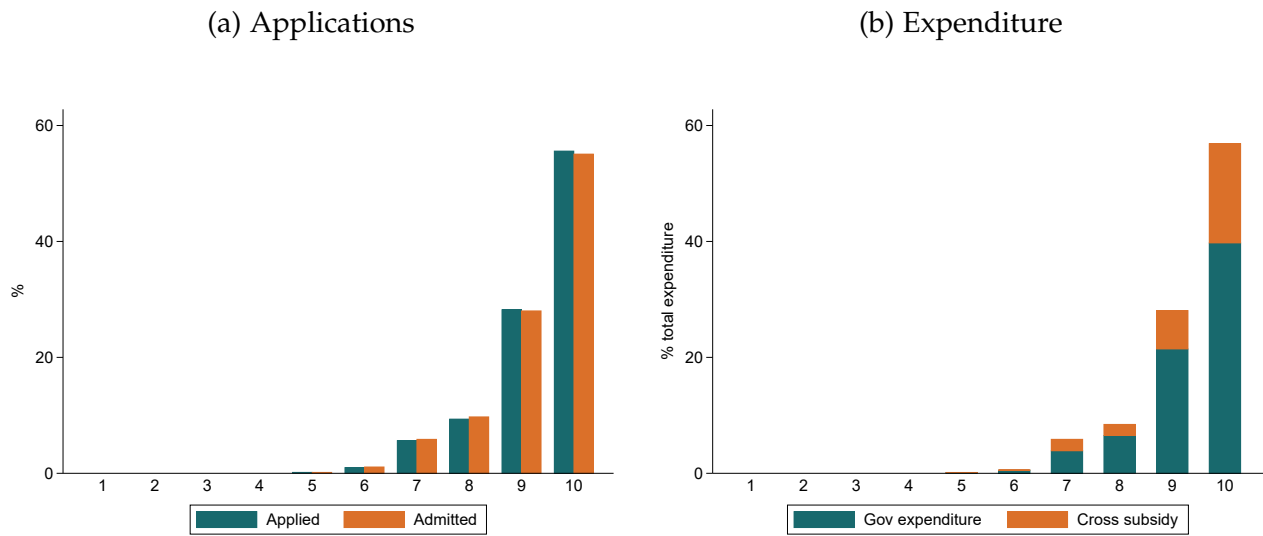 (a) Applications
60
40
20
0
%
1 2 3 4 5 6 7 8 9 10
Applied Admitted
(b) Expenditure
60
40
20
0
% total expenditure
1 2 3 4 5 6 7 8 9 10
Gov expenditure Cross subsidy